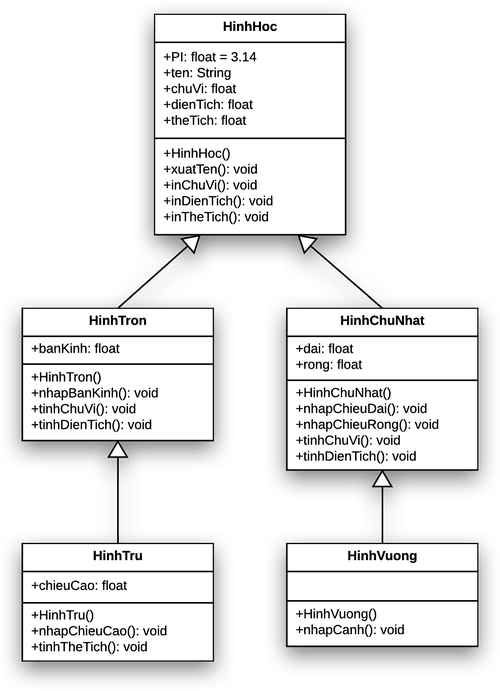 HinhHoc
+PI: float = 3.14
+ten: String
+chuVi: float
+dienTich: float
+theTich: float
+HinhHoc()
+xuatTen(): void
+inChuVi(): void
+inDienTich(): void
+inTheTich(): void
HinhTron
+banKinh: float
+HinhTron()
+nhapBanKinh(): void
+tinhChuVi(): void
+tinhDienTich(): void
HinhChuNhat
+dai: float
+rong: float
+HinhChuNhat()
+nhapChieuDai(): void
+nhapChieuRong(): void
+tinhChuVi(): void
+tinhDienTich(): void
HinhTru
+chieuCao: float
+HinhTru()
+nhapChieuCao(): void
+tinhTheTich(): void
HinhVuong
+HinhVuong()
+nhapCanh(): void